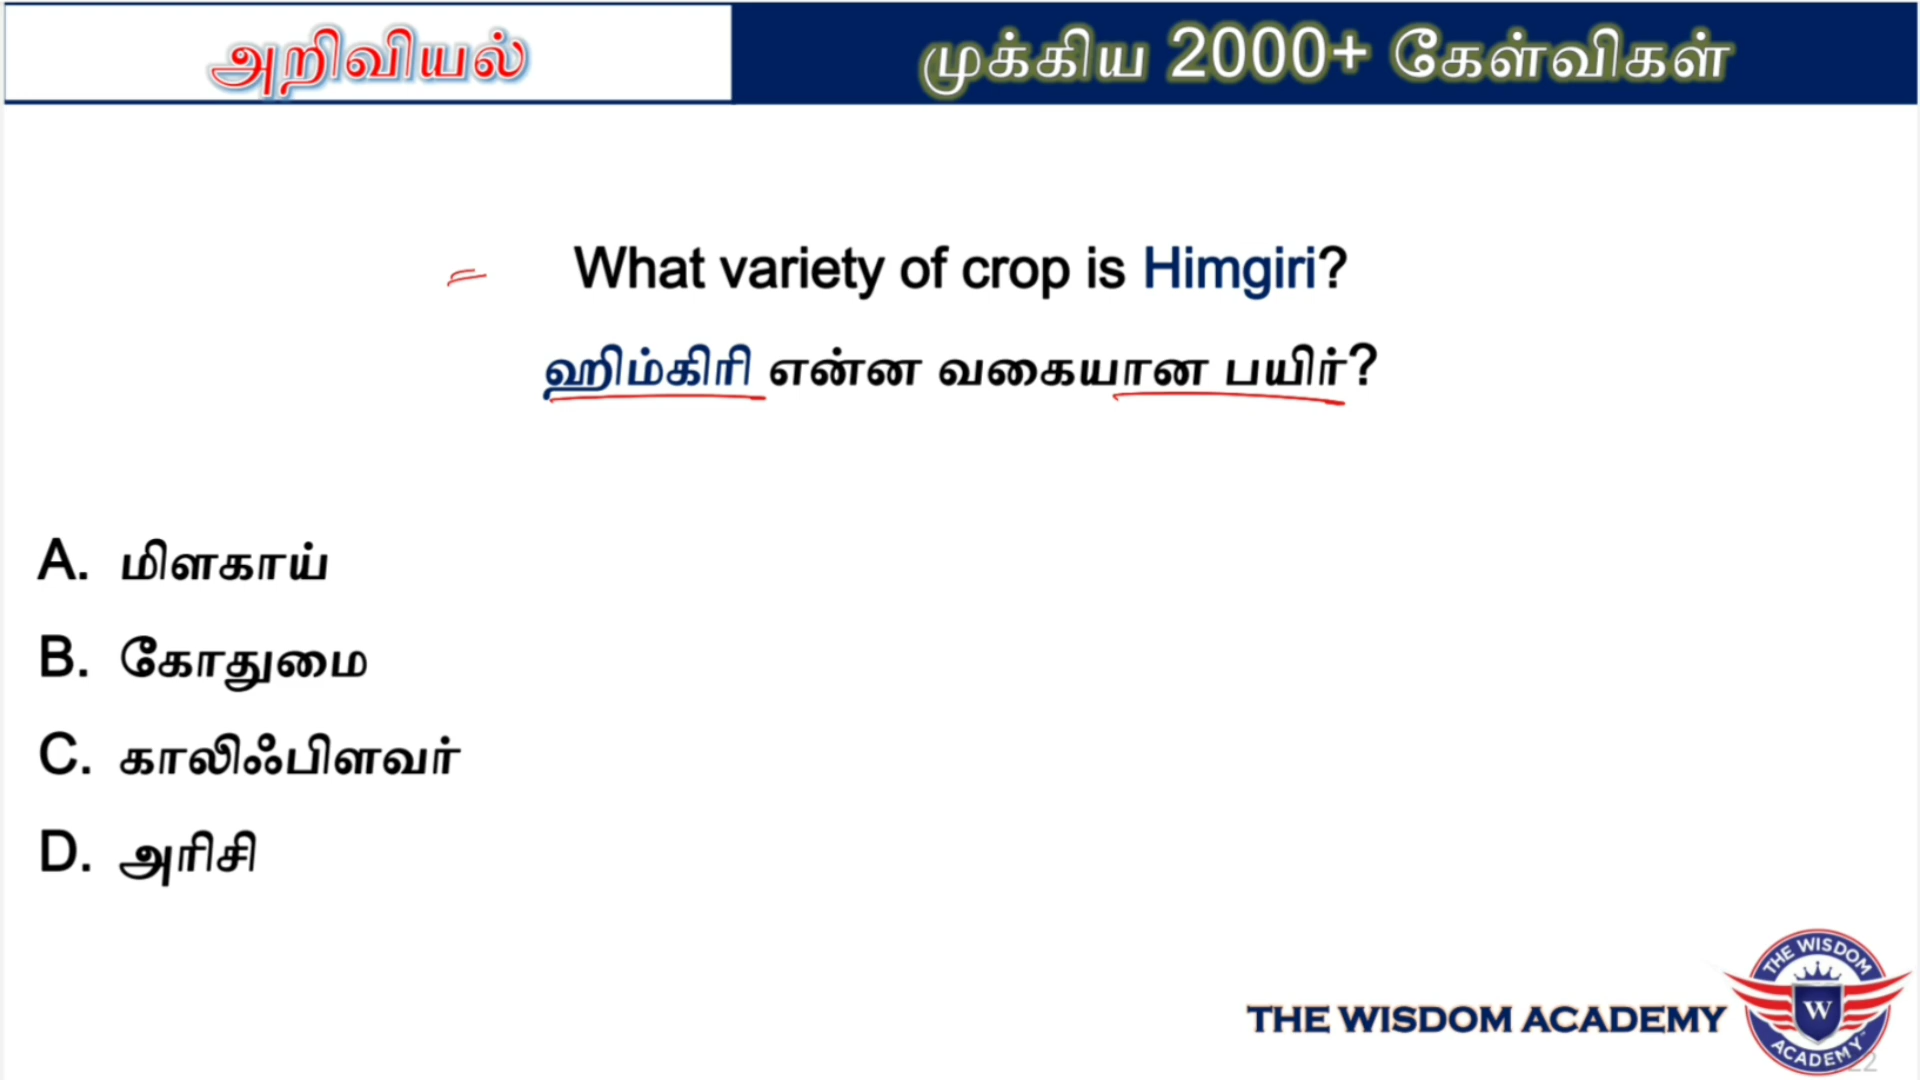 அறிவியல்
முக்கிய 2000+ கேள்விகள்
What variety of crop is Himgiri?
ஹிம்கிரி என்ன வகையான பயிர்?
A. மிளகாய்
B. கோதுமை
C. காலிஃபிளவர்
D. அரிசி
THE WISDOM ACADEMY
THE WISDOM
W
ACADEMY
22